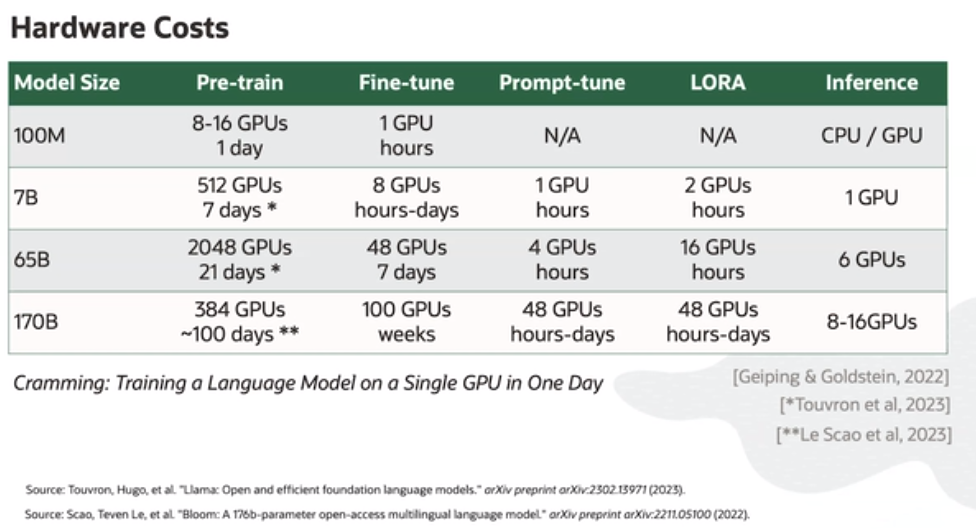 Hardware Costs
Model Size Pre-train Fine-tune Prompt-tune LORA Inference
100M 8-16 GPUs 1 day 1 GPU hours N/A N/A CPU / GPU
7B 512 GPUs 7 days * 8 GPUs hours-days 1 GPU hours 2 GPUs hours 1 GPU
65B 2048 GPUs 21 days * 48 GPUs 7 days 4 GPUs hours 16 GPUs hours 6 GPUs
170B 384 GPUs ~100 days ** 100 GPUs weeks 48 GPUs hours-days 48 GPUs hours-days 8-16GPUs
Cramming: Training a Language Model on a Single GPU in One Day
[Geiping & Goldstein, 2022]
[*Touvron et al, 2023]
[**Le Scao et al, 2023]
Source: Touvron, Hugo, et al. "Llama: Open and efficient foundation language models." arXiv preprint arXiv:2302.13971 (2023).
Source: Scao, Teven Le, et al. "Bloom: A 176b-parameter open-access multilingual language model." arXiv preprint arXiv:2211.05100 (2022).